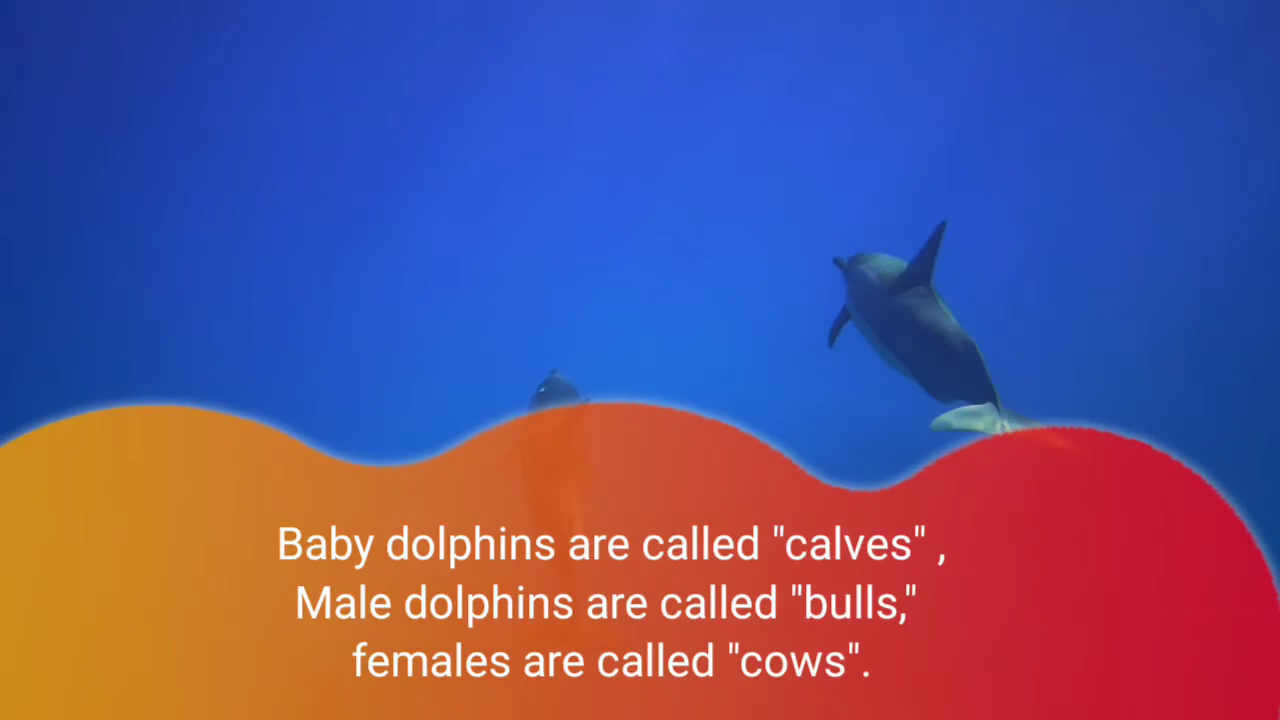 Baby dolphins are called "calves" ,
Male dolphins are called "bulls,"
females are called "cows".